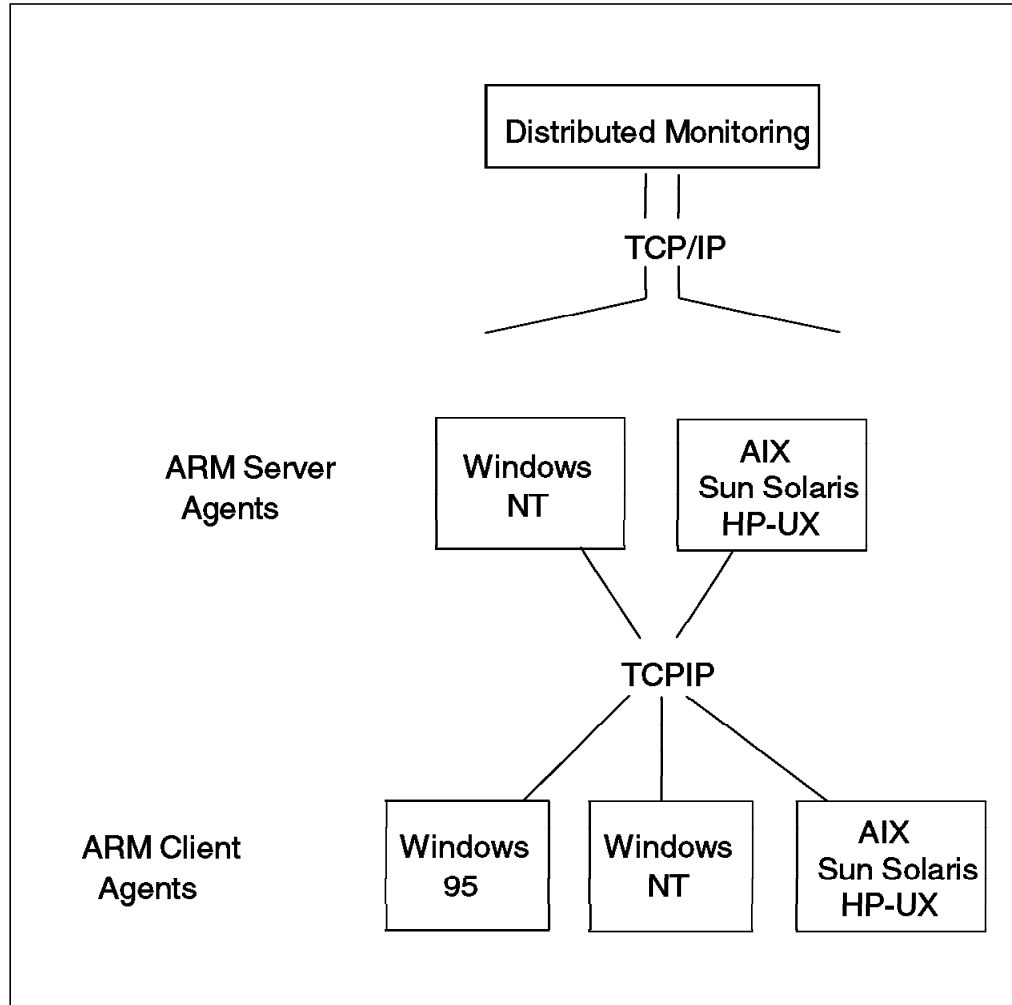 Distributed Monitoring
TCP/IP
ARM Server
Agents
Windows
NT
AIX
Sun Solaris
HP-UX
TCPIP
ARM Client
Agents
Windows
95
Windows
NT
AIX
Sun Solaris
HP-UX